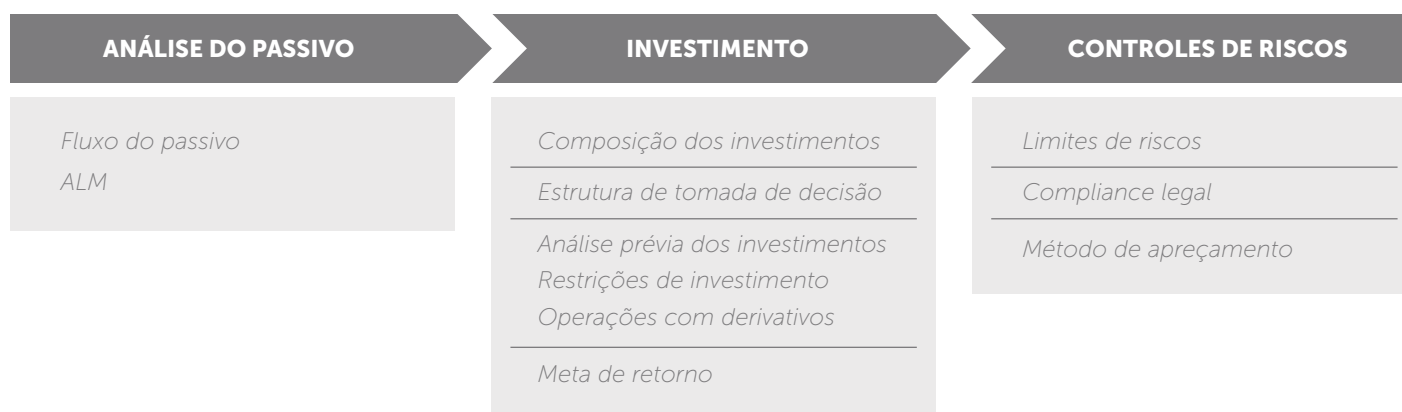 ANÁLISE DO PASSIVO
Fluxo do passivo
ALM
INVESTIMENTO
Composição dos investimentos
Estrutura de tomada de decisão
Análise prévia dos investimentos
Restrições de investimento
Operações com derivativos
Meta de retorno
CONTROLES DE RISCOS
Limites de riscos
Compliance legal
Método de apreçamento